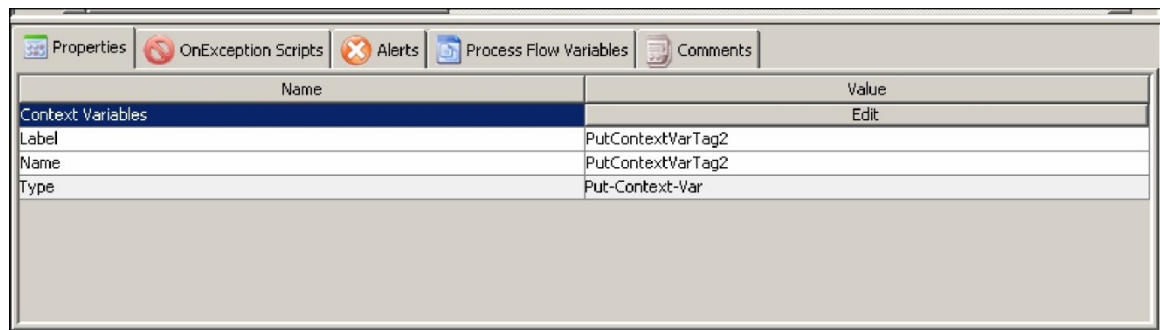 Properties OnException Scripts Alerts Process Flow Variables Comments
Name Value
Context Variables Edit
Label PutContextVarTag2
Name PutContextVarTag2
Type Put-Context-Var